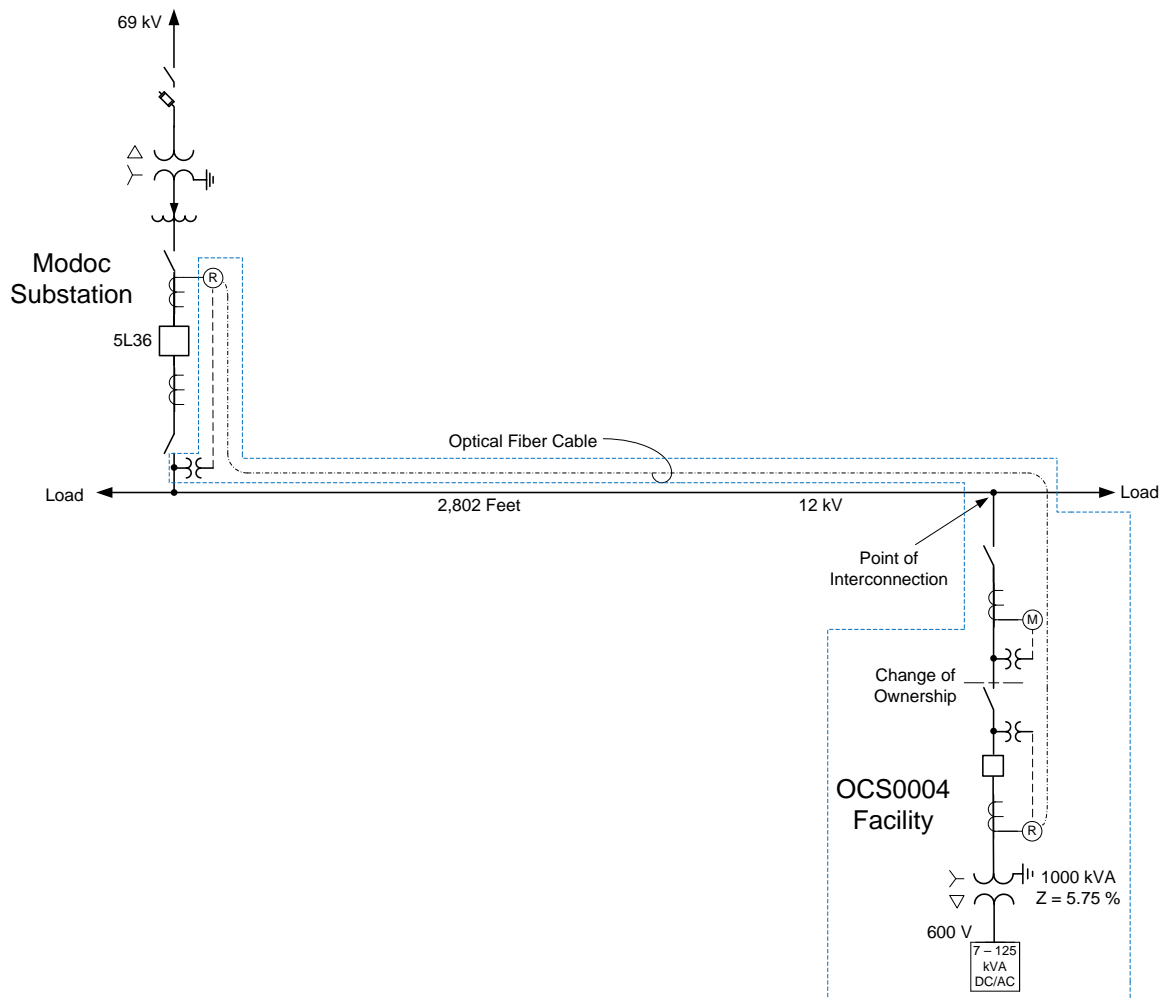 69 kV
Modoc
Substation
R
5L36
Optical Fiber Cable
Load
2,802 Feet
12 kV
Load
Point of
Interconnection
M
Change of
Ownership
OCS0004
Facility
R
1000 kVA
Z = 5.75 %
600 V
7 – 125
kVA
DC/AC